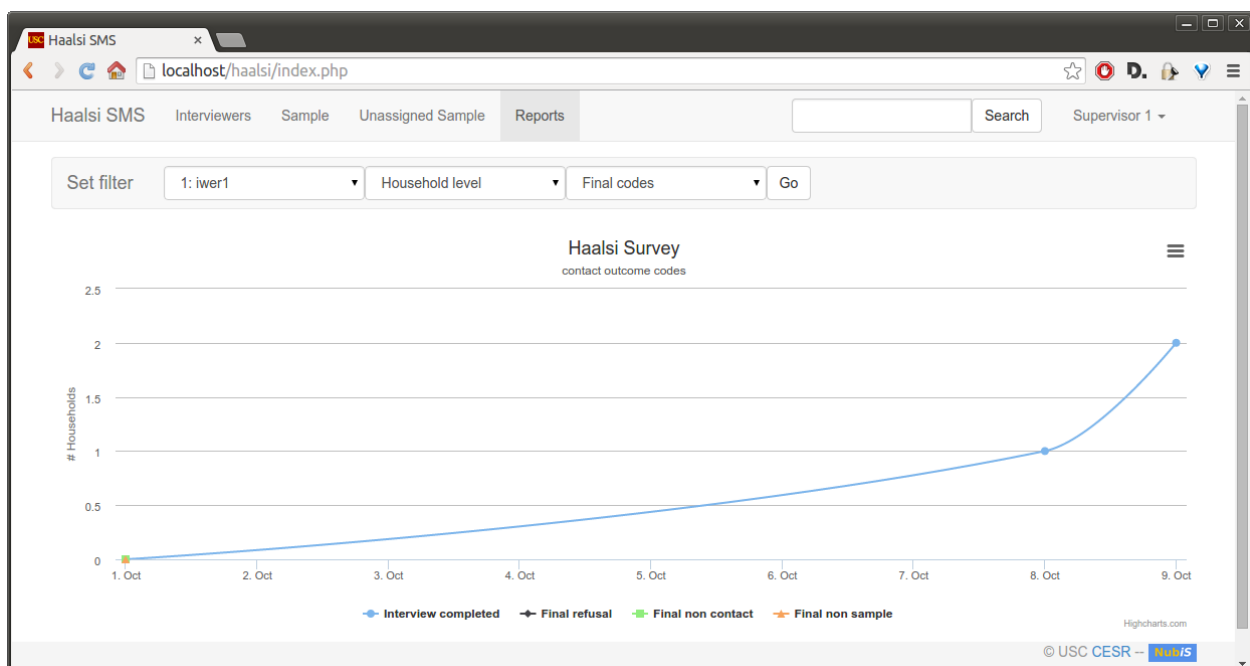 USC Haalsi SMS ×
localhost/haalsi/index.php D.
Haalsi SMS Interviewers Sample Unassigned Sample Reports Search Supervisor 1
Set filter 1: iwer1 Household level Final codes Go
Haalsi Survey
contact outcome codes
2.5
2
1.5
1
0.5
0
# Households
1. Oct 2. Oct 3. Oct 4. Oct 5. Oct 6. Oct 7. Oct 8. Oct 9. Oct
Interview completed Final refusal Final non contact Final non sample
Highcharts.com
© USC CESR -- NubiS